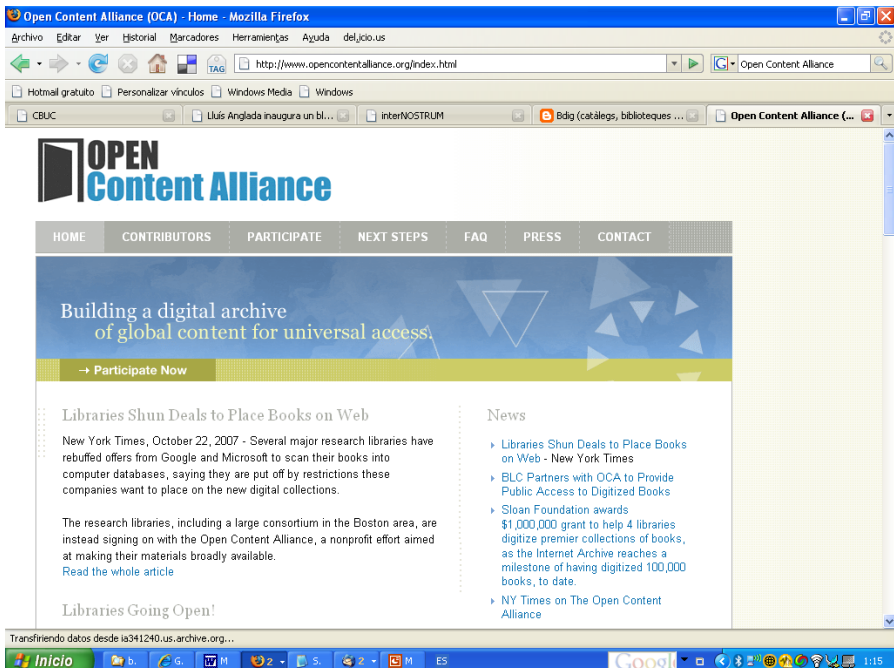 Open Content Alliance (OCA) - Home - Mozilla Firefox
Archivo Editar Ver Historial Marcadores Herramientas Ayuda del.icio.us
TAG http://www.opencontentalliance.org/index.html G Open Content Alliance
Hotmail gratuito Personalizar vínculos Windows Media Windows
CBUC Lluís Anglada inaugura un bl... interNOSTRUM Bdig (catàlegs, biblioteques ... Open Content Alliance (...
OPEN
Content Alliance
HOME CONTRIBUTORS PARTICIPATE NEXT STEPS FAQ PRESS CONTACT
Building a digital archive
of global content for universal access.
→ Participate Now
Libraries Shun Deals to Place Books on Web
New York Times, October 22, 2007 - Several major research libraries have
rebuffed offers from Google and Microsoft to scan their books into
computer databases, saying they are put off by restrictions these
companies want to place on the new digital collections.
The research libraries, including a large consortium in the Boston area, are
instead signing on with the Open Content Alliance, a nonprofit effort aimed
at making their materials broadly available.
Read the whole article
Libraries Going Open!
News
Libraries Shun Deals to Place Books
on Web - New York Times
BLC Partners with OCA to Provide
Public Access to Digitized Books
Sloan Foundation awards
$1,000,000 grant to help 4 libraries
digitize premier collections of books,
as the Internet Archive reaches a
milestone of having digitized 100,000
books, to date.
NY Times on The Open Content
Alliance
Transfiriendo datos desde ia341240.us.archive.org...
Inicio b. G. M 2 S. 2 M ES Google 1:15